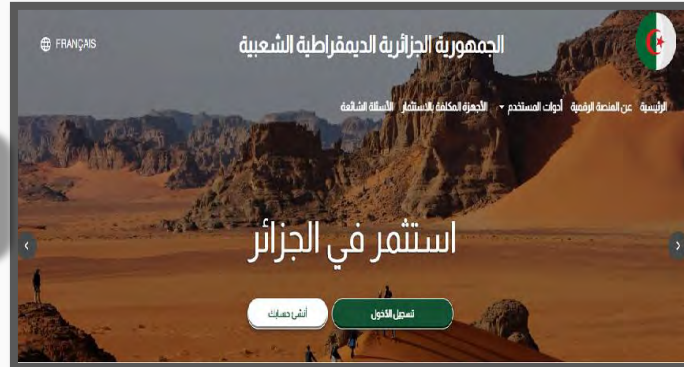 الجمهورية الجزائرية الديمقراطية الشعبية
FRANÇAIS
الرئيسية عن المنصة الرقمية أدوات المستخدم الأجهزة المكلفة بالاستثمار الأسئلة الشائعة
استثمر في الجزائر
تسجيل الدخول
أنشئ حسابك